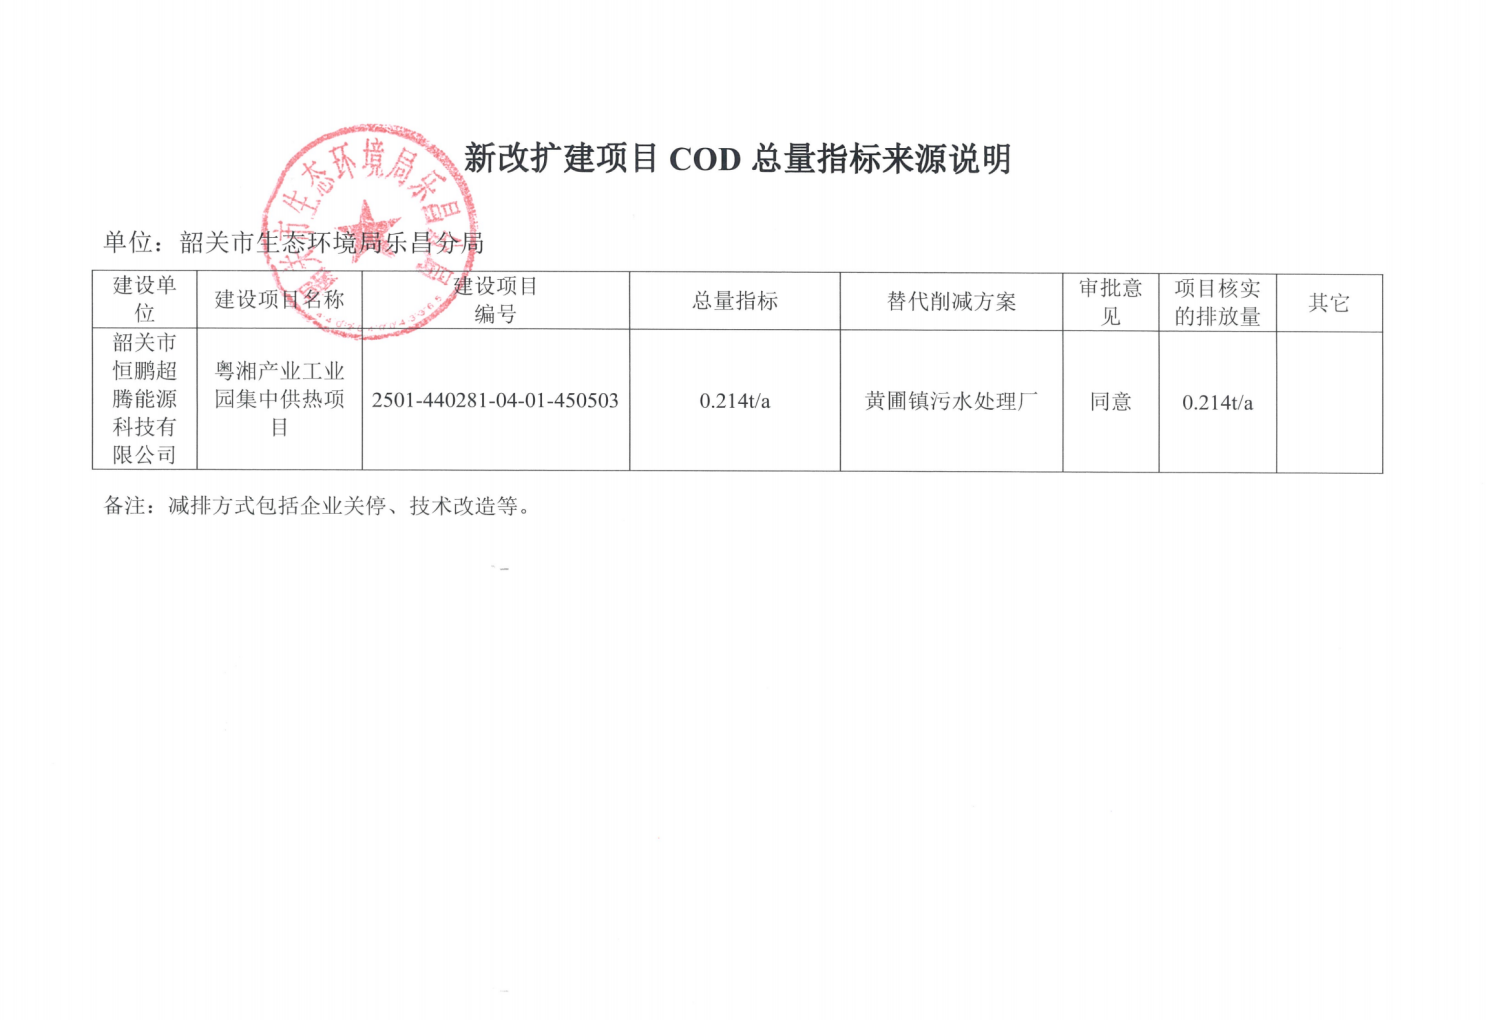 新改扩建项目 COD 总量指标来源说明
韶关市生态环境局乐昌分局
单位：韶关市生态环境局乐昌分局
建设单
位
建设项目名称
建设项目
编号
总量指标
替代削减方案
审批意
见
项目核实
的排放量
其它
韶关市
恒鹏超
腾能源
科技有
限公司
粤湘产业工业
园集中供热项
目
2501-440281-04-01-450503
0.214t/a
黄圃镇污水处理厂
同意
0.214t/a
备注：减排方式包括企业关停、技术改造等。